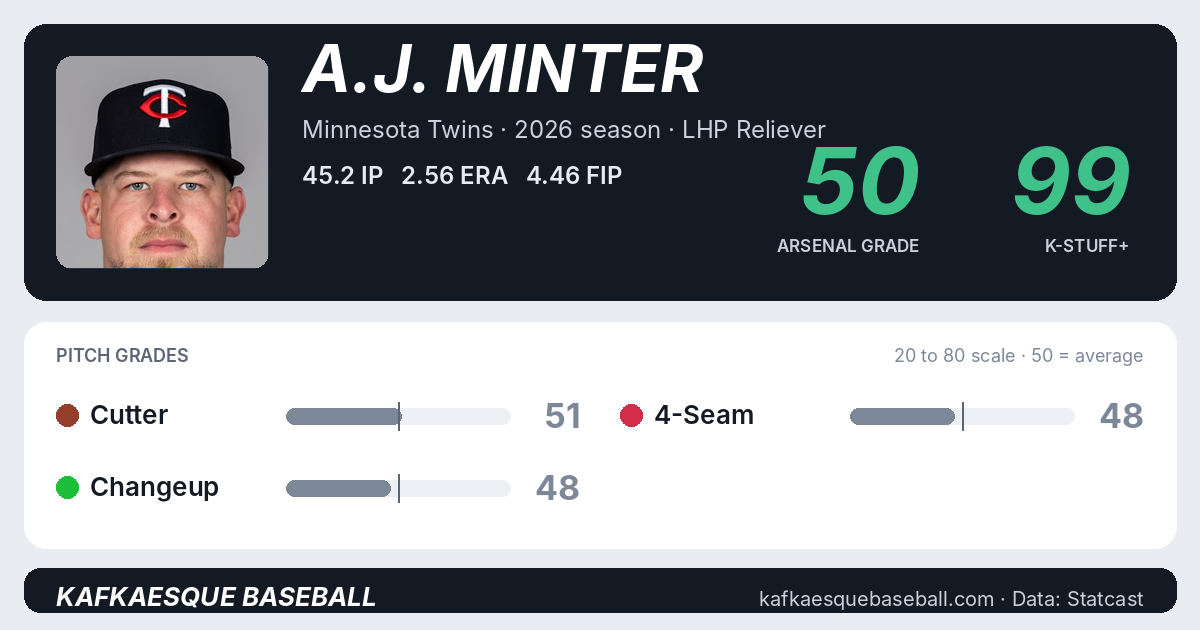 A.J. MINTER
Minnesota Twins · 2026 season · LHP Reliever
45.2 IP 2.56 ERA 4.46 FIP
50 99
ARSENAL GRADE K-STUFF+
PITCH GRADES 20 to 80 scale · 50 = average
Cutter 51 4-Seam 48
Changeup 48
KAFKAESQUE BASEBALL kafkaesquebaseball.com · Data: Statcast